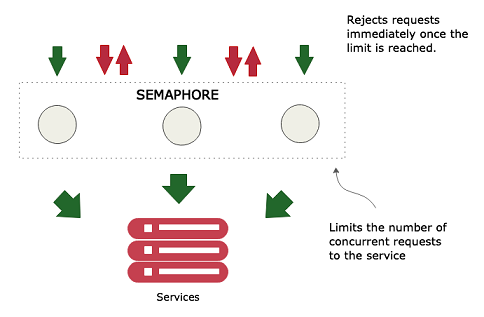 Rejects requests
immediately once the
limit is reached.
SEMAPHORE
Limits the number of
concurrent requests
to the service
Services